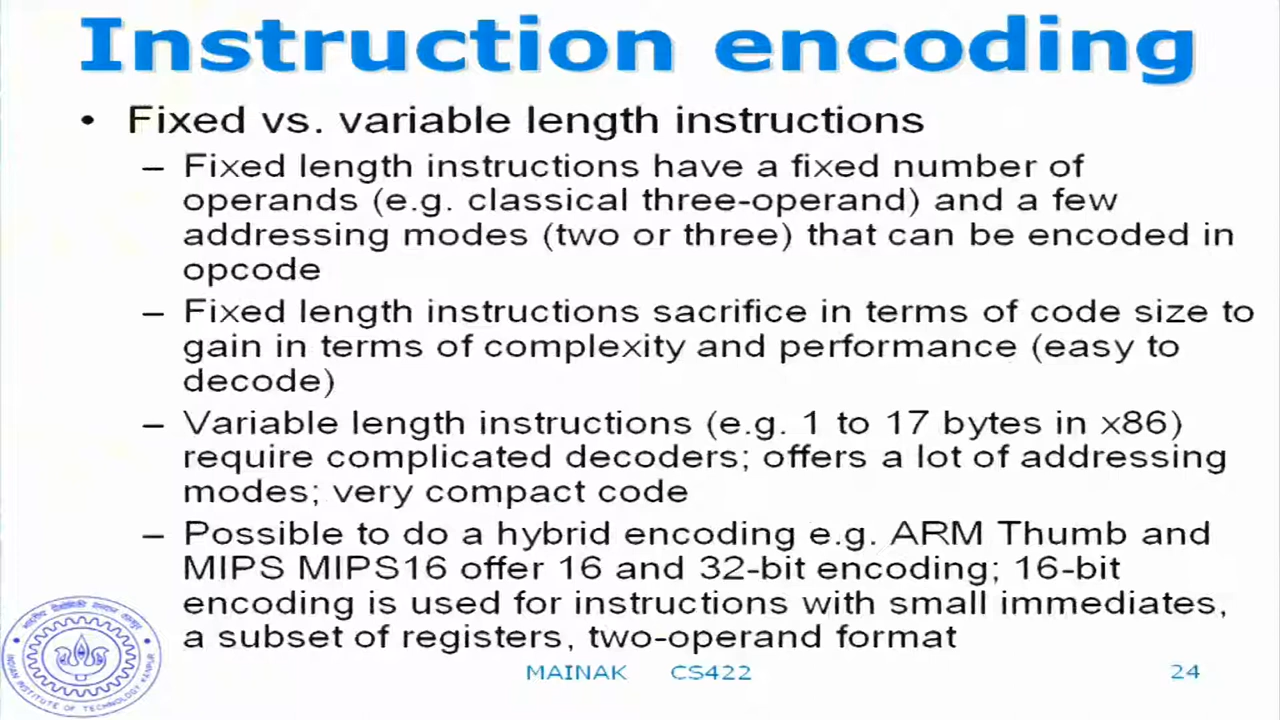 Instruction encoding
• Fixed vs. variable length instructions
– Fixed length instructions have a fixed number of
operands (e.g. classical three-operand) and a few
addressing modes (two or three) that can be encoded in
opcode
– Fixed length instructions sacrifice in terms of code size to
gain in terms of complexity and performance (easy to
decode)
– Variable length instructions (e.g. 1 to 17 bytes in x86)
require complicated decoders; offers a lot of addressing
modes; very compact code
– Possible to do a hybrid encoding e.g. ARM Thumb and
MIPS MIPS16 offer 16 and 32-bit encoding; 16-bit
encoding is used for instructions with small immediates,
a subset of registers, two-operand format
INDIAN INSTITUTE OF TECHNOLOGY KANPUR
MAINAK CS422
24